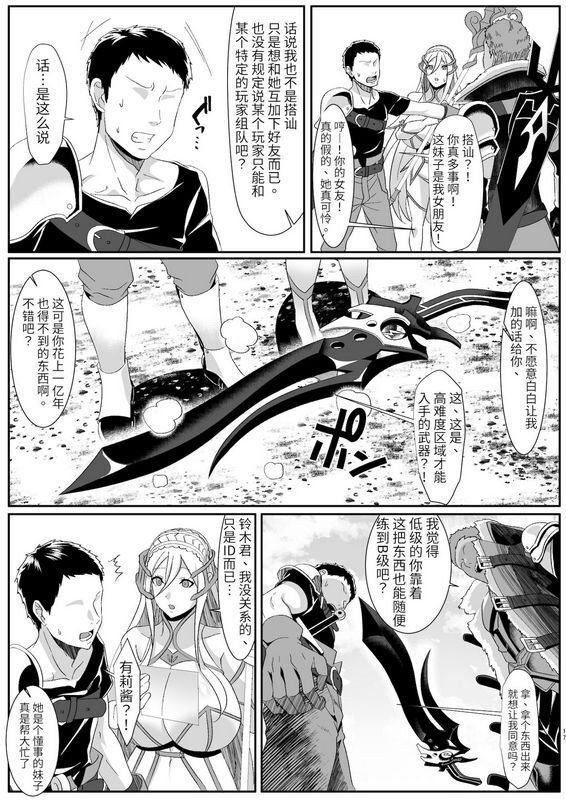 搭讪？！
你真多事啊！
这妹子是我女朋友！
哼—！你的女友！
真的假的、她真可怜。
话说我也不是搭讪
只是想和她互加下好友而已。
也没有规定说某个玩家只能和
某个特定的玩家组队吧？
话…是这么说
嘛啊、不愿意白白让我
加的话给你、
这、这是、
高难度区域才能
入手的武器？！
ポン
这可是你花上一亿年
也得不到的东西啊。
不错吧？
我觉得
低级的你靠着
这把东西也能随便
练到B级吧？
拿、拿个东西出来
就想让我同意吗？
铃木君、我没关系的、
只是ID而已…
有莉酱？！
她是个懂事的妹子
真是帮大忙了
17